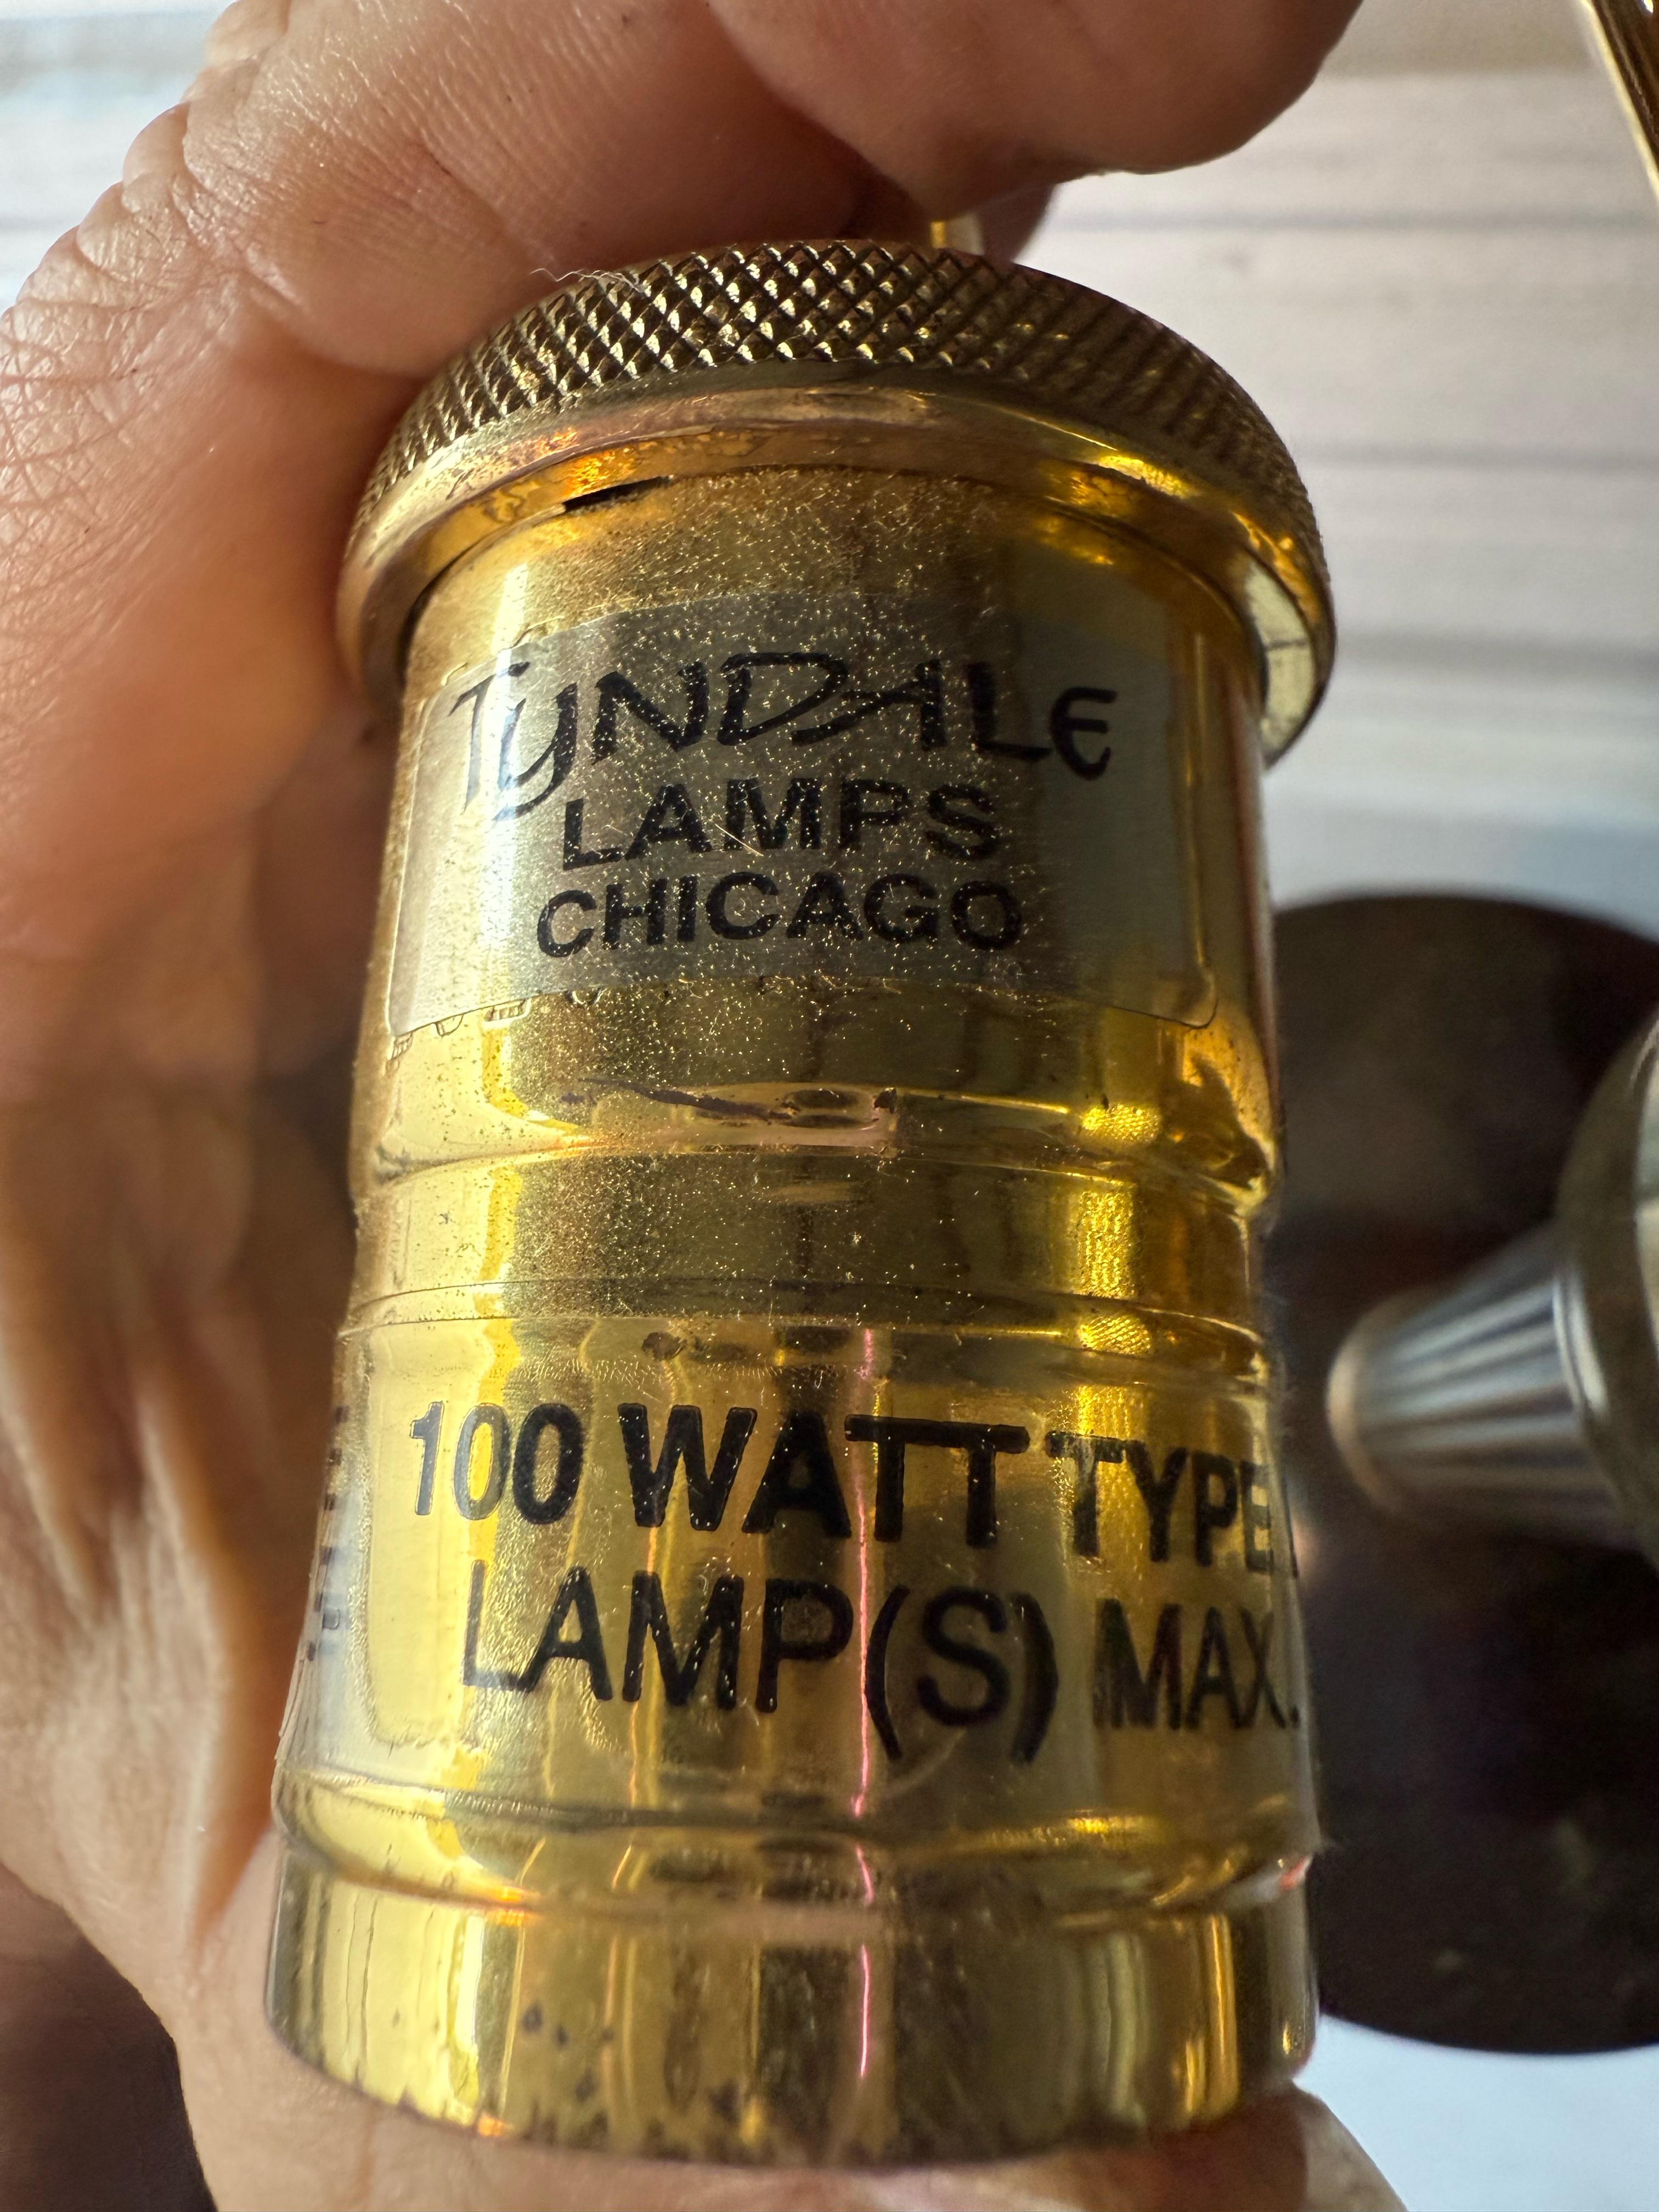 TyNDALE
LAMPS
CHICAGO
100 WATT TYPE
LAMP(S) MAX.